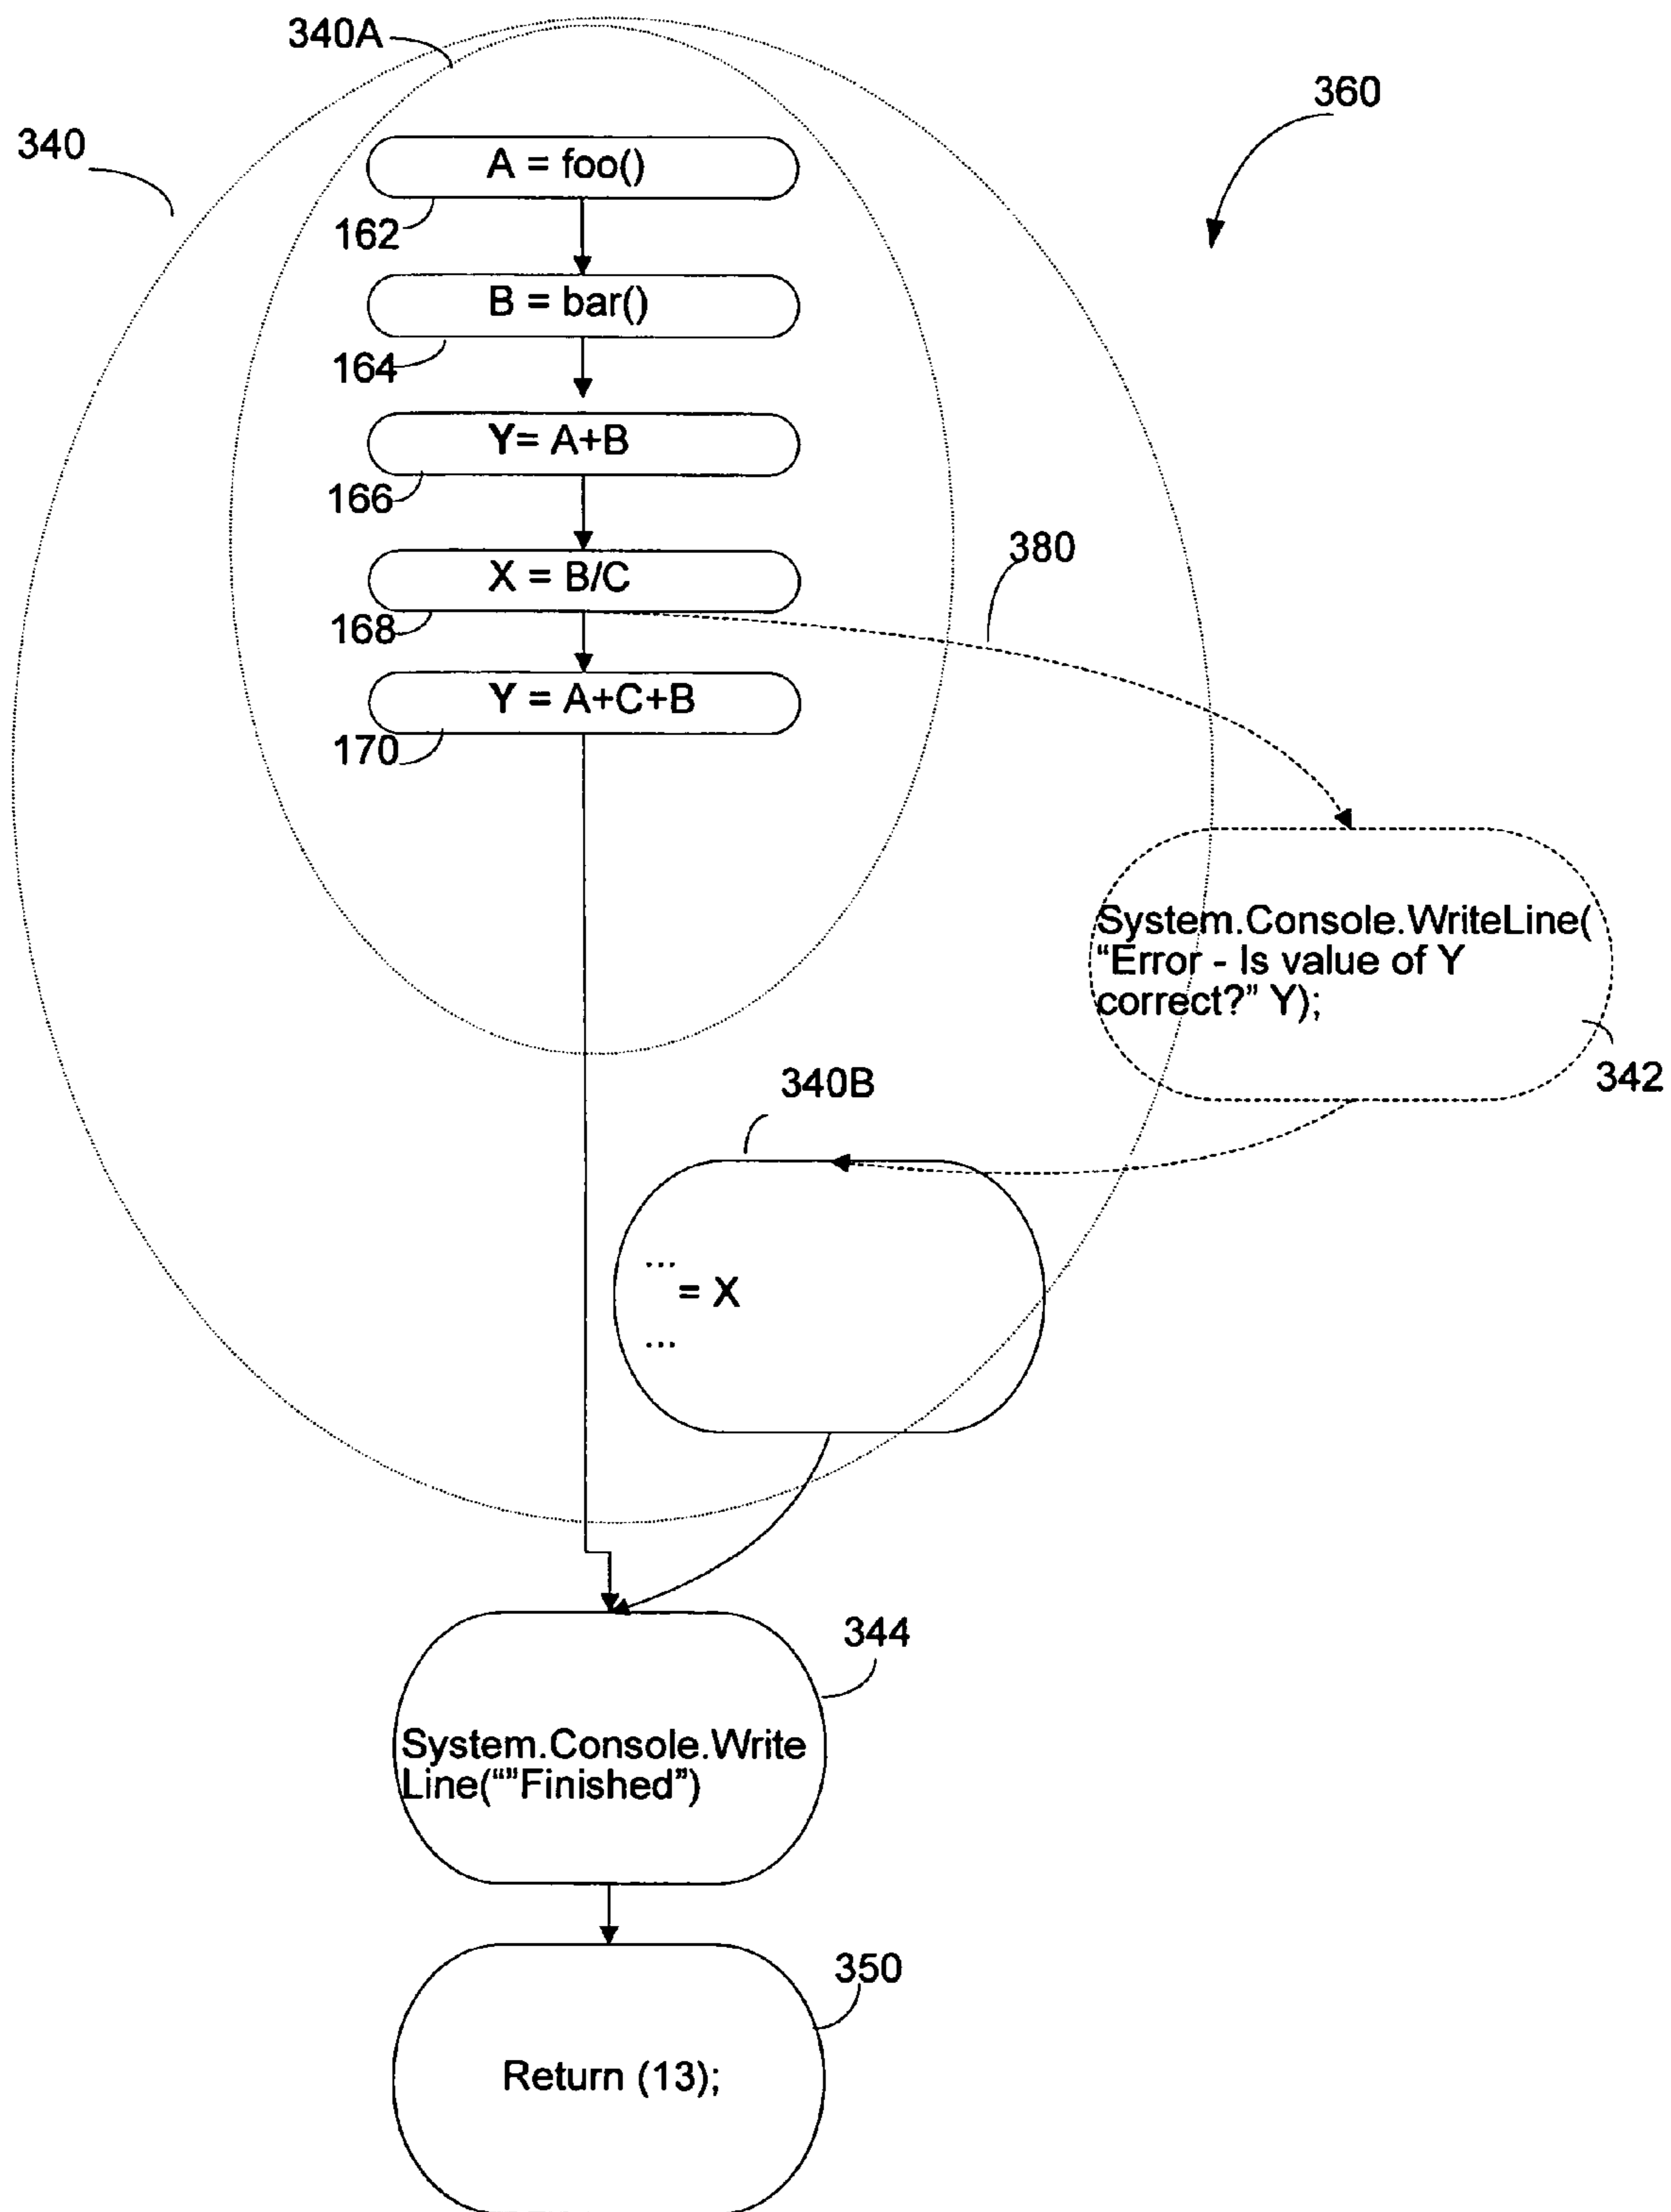 340A
360
340
A = foo()
162
B = bar()
164
Y= A+B
166
380
X = B/C
168
Y = A+C+B
170
System.Console.WriteLine(
“Error - Is value of Y
correct?” Y);
342
340B
...
= X
...
344
System.Console.Write
Line(“”Finished”)
350
Return (13);